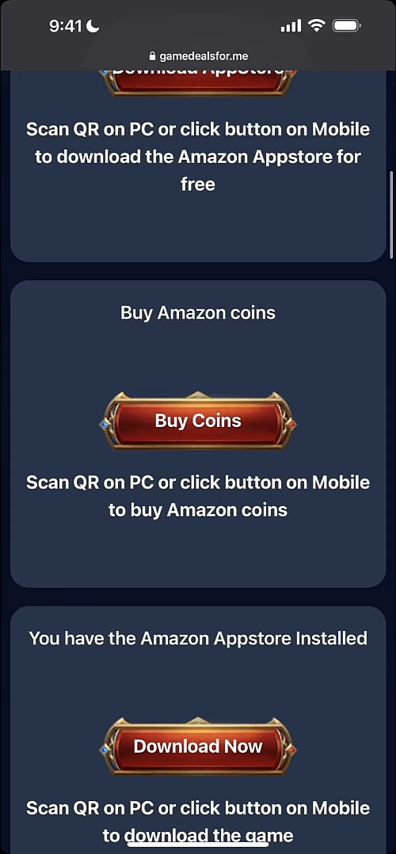 9:41
gamedealsfor.me
Download AppStore
Scan QR on PC or click button on Mobile
to download the Amazon Appstore for
free
Buy Amazon coins
Buy Coins
Scan QR on PC or click button on Mobile
to buy Amazon coins
You have the Amazon Appstore Installed
Download Now
Scan QR on PC or click button on Mobile
to download the game